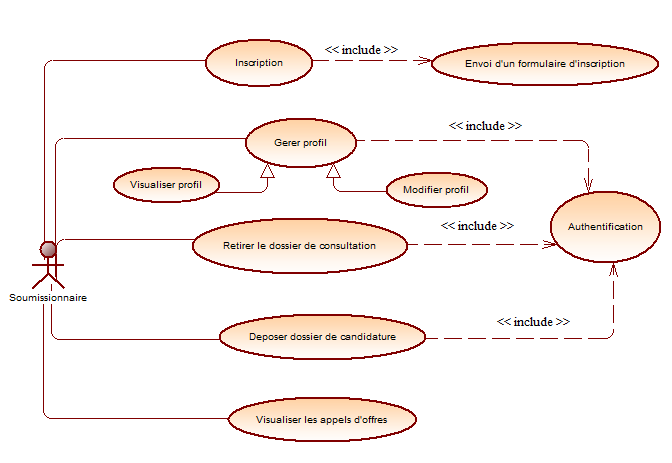 Inscription
<< include >>
Envoi d'un formulaire d'inscription
Gerer profil
<< include >>
Visualiser profil
Modifier profil
Retirer le dossier de consultation
<< include >>
Authentification
Soumissionnaire
Deposer dossier de candidature
<< include >>
Visualiser les appels d'offres